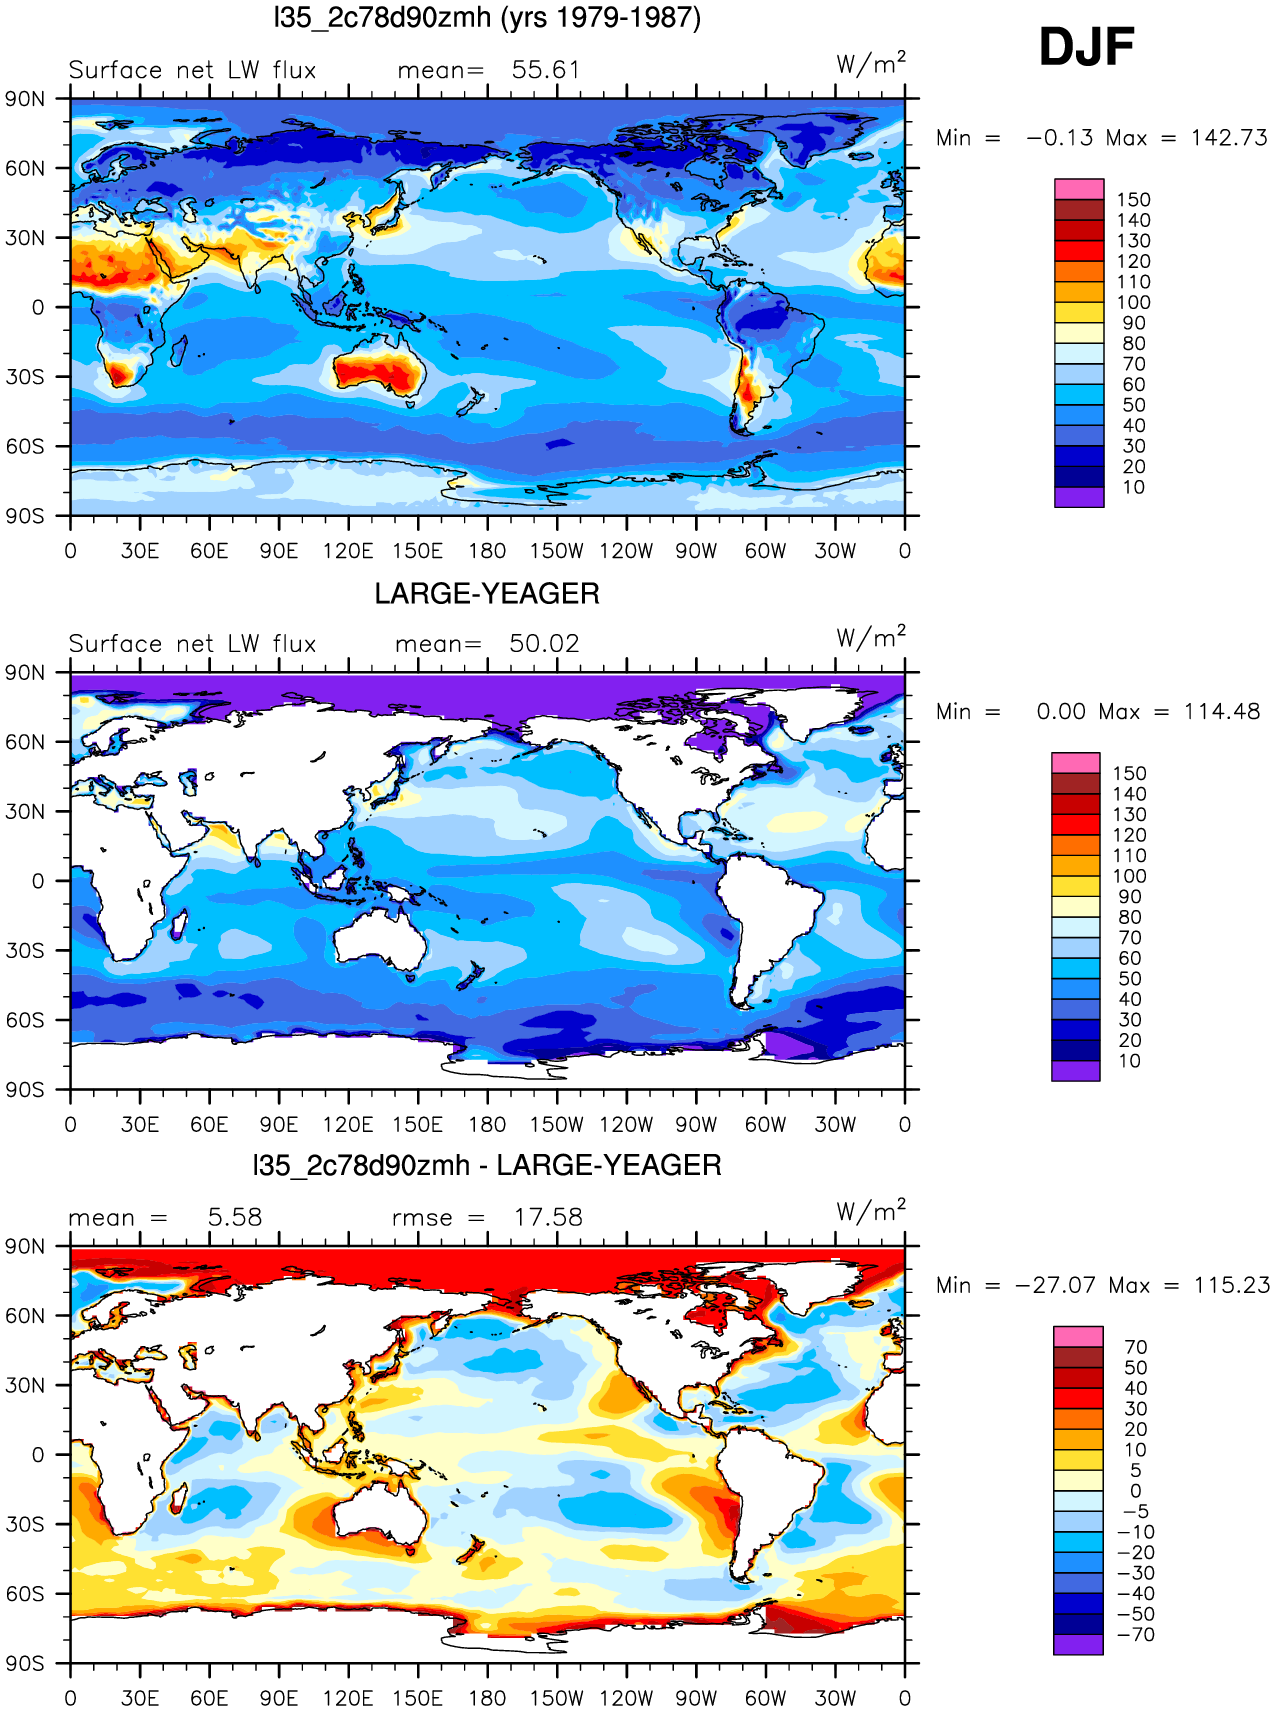 l35_2c78d90zmh (yrs 1979-1987)
DJF
Surface net LW flux mean= 55.61 W/m²
Min = −0.13 Max = 142.73
90N
60N
30N
0
30S
60S
90S
0 30E 60E 90E 120E 150E 180 150W 120W 90W 60W 30W 0
150
140
130
120
110
100
90
80
70
60
50
40
30
20
10
LARGE-YEAGER
Surface net LW flux mean= 50.02 W/m²
Min = 0.00 Max = 114.48
90N
60N
30N
0
30S
60S
90S
0 30E 60E 90E 120E 150E 180 150W 120W 90W 60W 30W 0
150
140
130
120
110
100
90
80
70
60
50
40
30
20
10
l35_2c78d90zmh - LARGE-YEAGER
mean = 5.58 rmse = 17.58 W/m²
Min = −27.07 Max = 115.23
90N
60N
30N
0
30S
60S
90S
0 30E 60E 90E 120E 150E 180 150W 120W 90W 60W 30W 0
70
50
40
30
20
10
5
0
−5
−10
−20
−30
−40
−50
−70